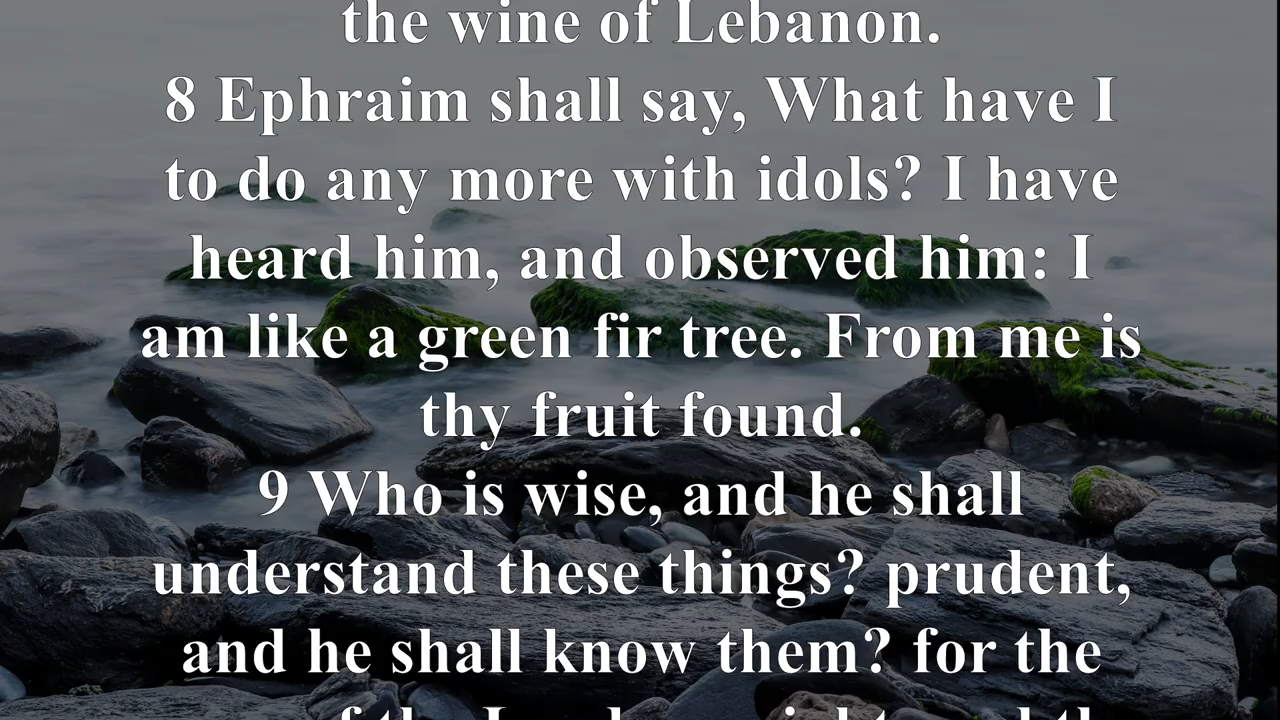 the wine of Lebanon.
8 Ephraim shall say, What have I
to do any more with idols? I have
heard him, and observed him: I
am like a green fir tree. From me is
thy fruit found.
9 Who is wise, and he shall
understand these things? prudent,
and he shall know them? for the